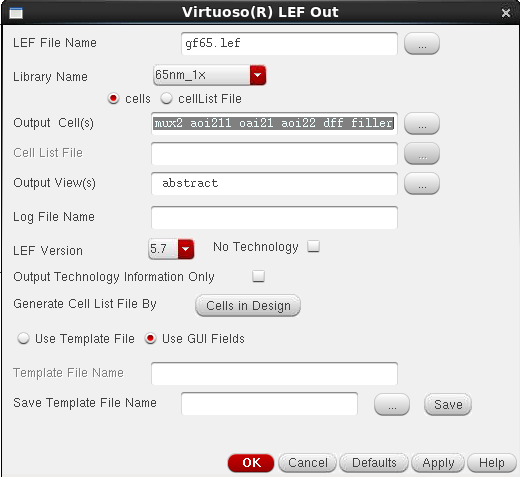 Virtuoso(R) LEF Out
LEF File Name gf65.lef ...
Library Name 65nm_1x
cells cellList File
Output Cell(s) mux2 aoi211 oai21 aoi22 dff filler ...
Cell List File ...
Output View(s) abstract ...
Log File Name
LEF Version 5.7 No Technology
Output Technology Information Only
Generate Cell List File By Cells in Design
Use Template File Use GUI Fields
Template File Name
Save Template File Name ... Save
OK Cancel Defaults Apply Help